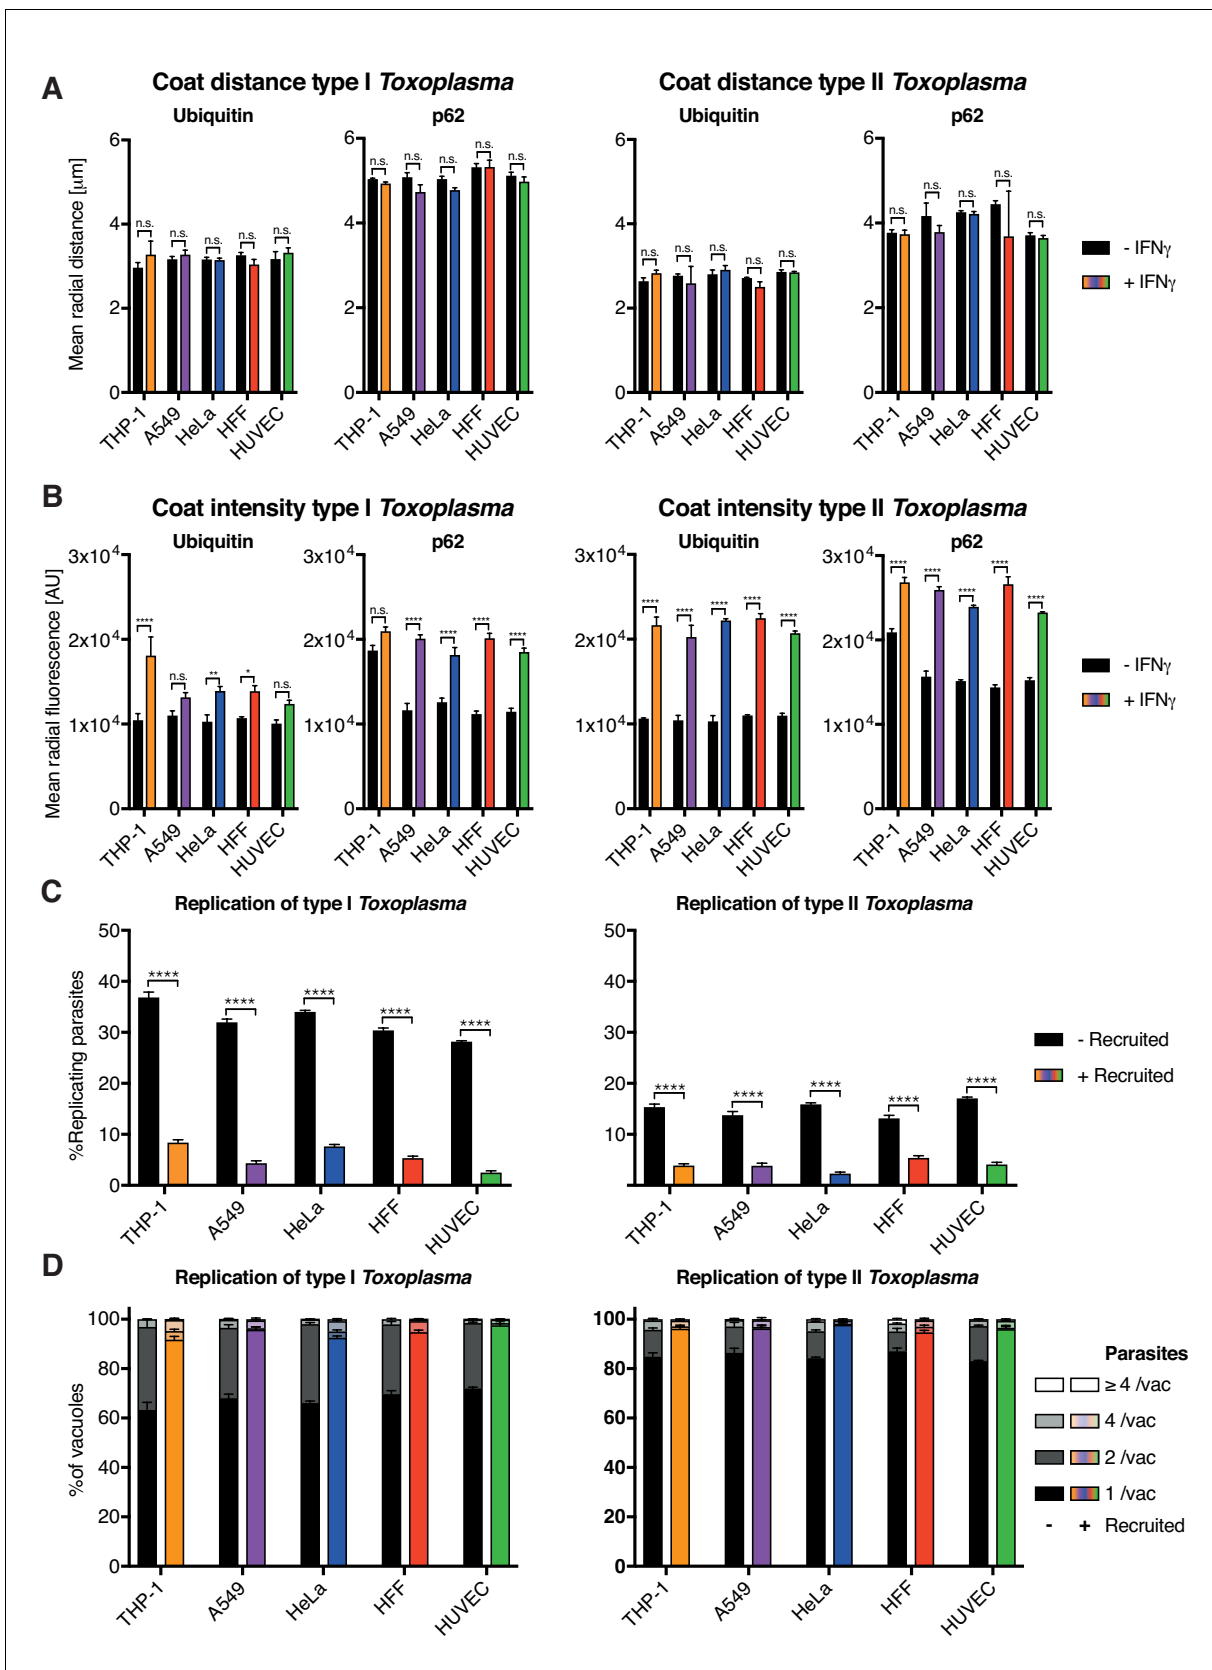 A
Coat distance type I Toxoplasma
Coat distance type II Toxoplasma
Ubiquitin
p62
Ubiquitin
p62
Mean radial distance [μm]
6
4
2
0
n.s. n.s. n.s. n.s. n.s.
THP-1 A549 HeLa HFF HUVEC
6
4
2
0
n.s. n.s. n.s. n.s. n.s.
THP-1 A549 HeLa HFF HUVEC
6
4
2
0
n.s. n.s. n.s. n.s. n.s.
THP-1 A549 HeLa HFF HUVEC
6
4
2
0
n.s. n.s. n.s. n.s. n.s.
THP-1 A549 HeLa HFF HUVEC
- IFNγ
+ IFNγ
B
Coat intensity type I Toxoplasma
Coat intensity type II Toxoplasma
Ubiquitin
p62
Ubiquitin
p62
Mean radial fluorescence [AU]
3x10⁴
2x10⁴
1x10⁴
0
**** n.s. ** * n.s.
THP-1 A549 HeLa HFF HUVEC
3x10⁴
2x10⁴
1x10⁴
0
n.s. **** **** **** ****
THP-1 A549 HeLa HFF HUVEC
3x10⁴
2x10⁴
1x10⁴
0
**** **** **** **** ****
THP-1 A549 HeLa HFF HUVEC
3x10⁴
2x10⁴
1x10⁴
0
**** **** **** **** ****
THP-1 A549 HeLa HFF HUVEC
- IFNγ
+ IFNγ
C
Replication of type I Toxoplasma
Replication of type II Toxoplasma
%Replicating parasites
50
40
30
20
10
0
**** **** **** **** ****
THP-1 A549 HeLa HFF HUVEC
50
40
30
20
10
**** **** **** **** ****
THP-1 A549 HeLa HFF HUVEC
- Recruited
+ Recruited
D
Replication of type I Toxoplasma
Replication of type II Toxoplasma
%of vacuoles
100
80
60
40
20
0
THP-1 A549 HeLa HFF HUVEC
100
80
60
40
20
0
THP-1 A549 HeLa HFF HUVEC
Parasites
≥ 4 /vac
4 /vac
2 /vac
1 /vac
- + Recruited